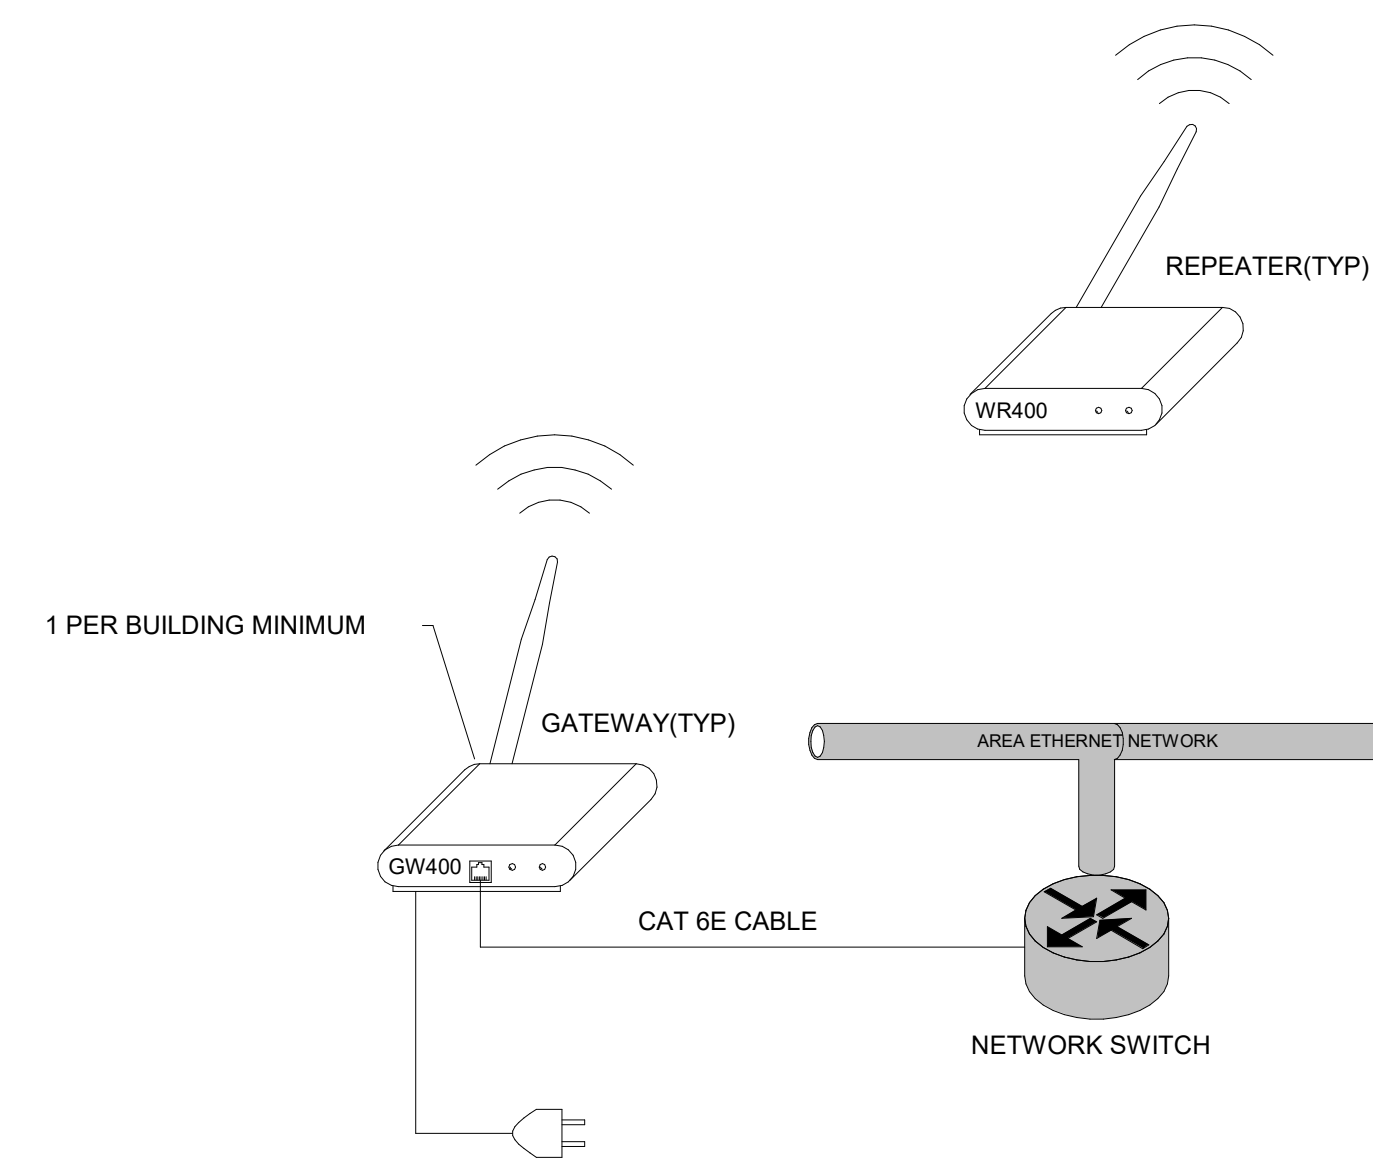 REPEATER(TYP)
WR400
1 PER BUILDING MINIMUM
GATEWAY(TYP)
AREA ETHERNET NETWORK
GW400
CAT 6E CABLE
NETWORK SWITCH